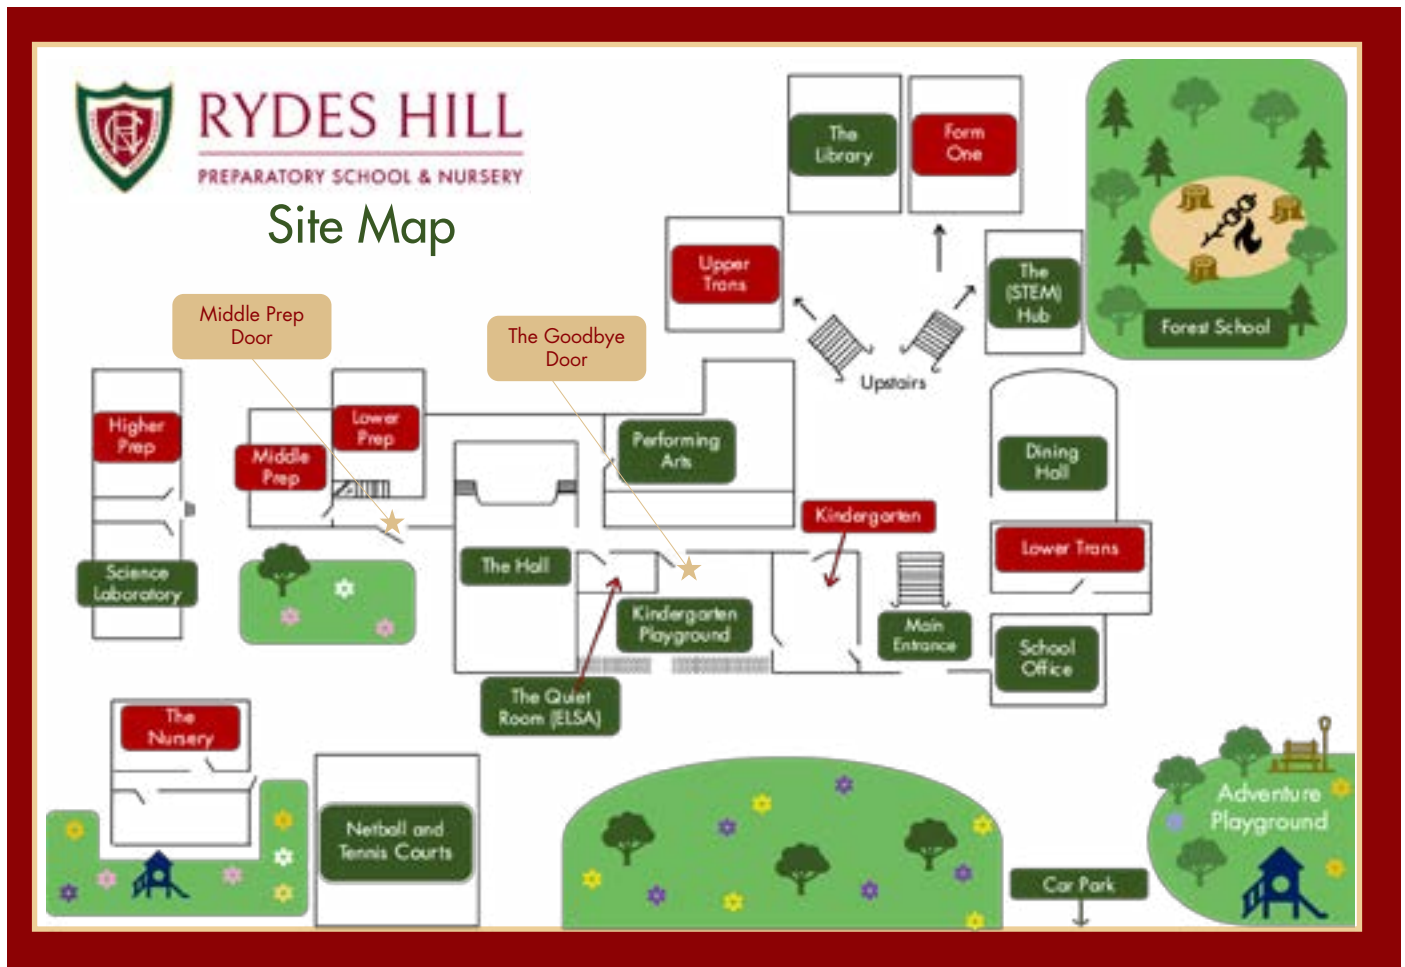 RYDES HILL
PREPARATORY SCHOOL & NURSERY
Site Map
The
Library
Form
One
Upper
Trans
The
(STEM)
Hub
Forest School
Upstairs
Middle Prep
Door
The Goodbye
Door
Higher
Prep
Lower
Prep
Middle
Prep
Performing
Arts
Dining
Hall
Kindergarten
Lower Trans
Science
Laboratory
The Hall
Kindergarten
Playground
Main
Entrance
School
Office
The Quiet
Room (ELSA)
The
Nursery
Netball and
Tennis Courts
Adventure
Playground
Car Park